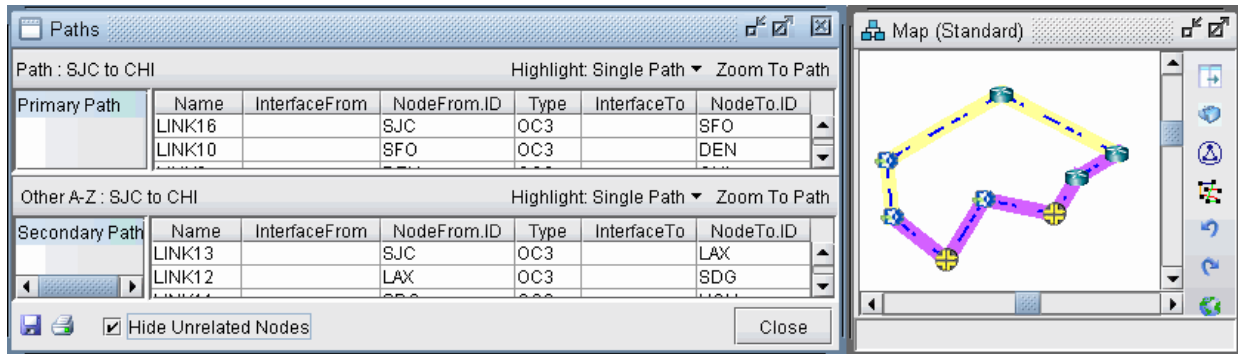 Paths
Path : SJC to CHI Highlight: Single Path Zoom To Path
Primary Path
Name InterfaceFrom NodeFrom.ID Type InterfaceTo NodeTo.ID
LINK16 SJC OC3 SFO
LINK10 SFO OC3 DEN
Other A-Z : SJC to CHI Highlight: Single Path Zoom To Path
Secondary Path
Name InterfaceFrom NodeFrom.ID Type InterfaceTo NodeTo.ID
LINK13 SJC OC3 LAX
LINK12 LAX OC3 SDG
Hide Unrelated Nodes Close
Map (Standard)